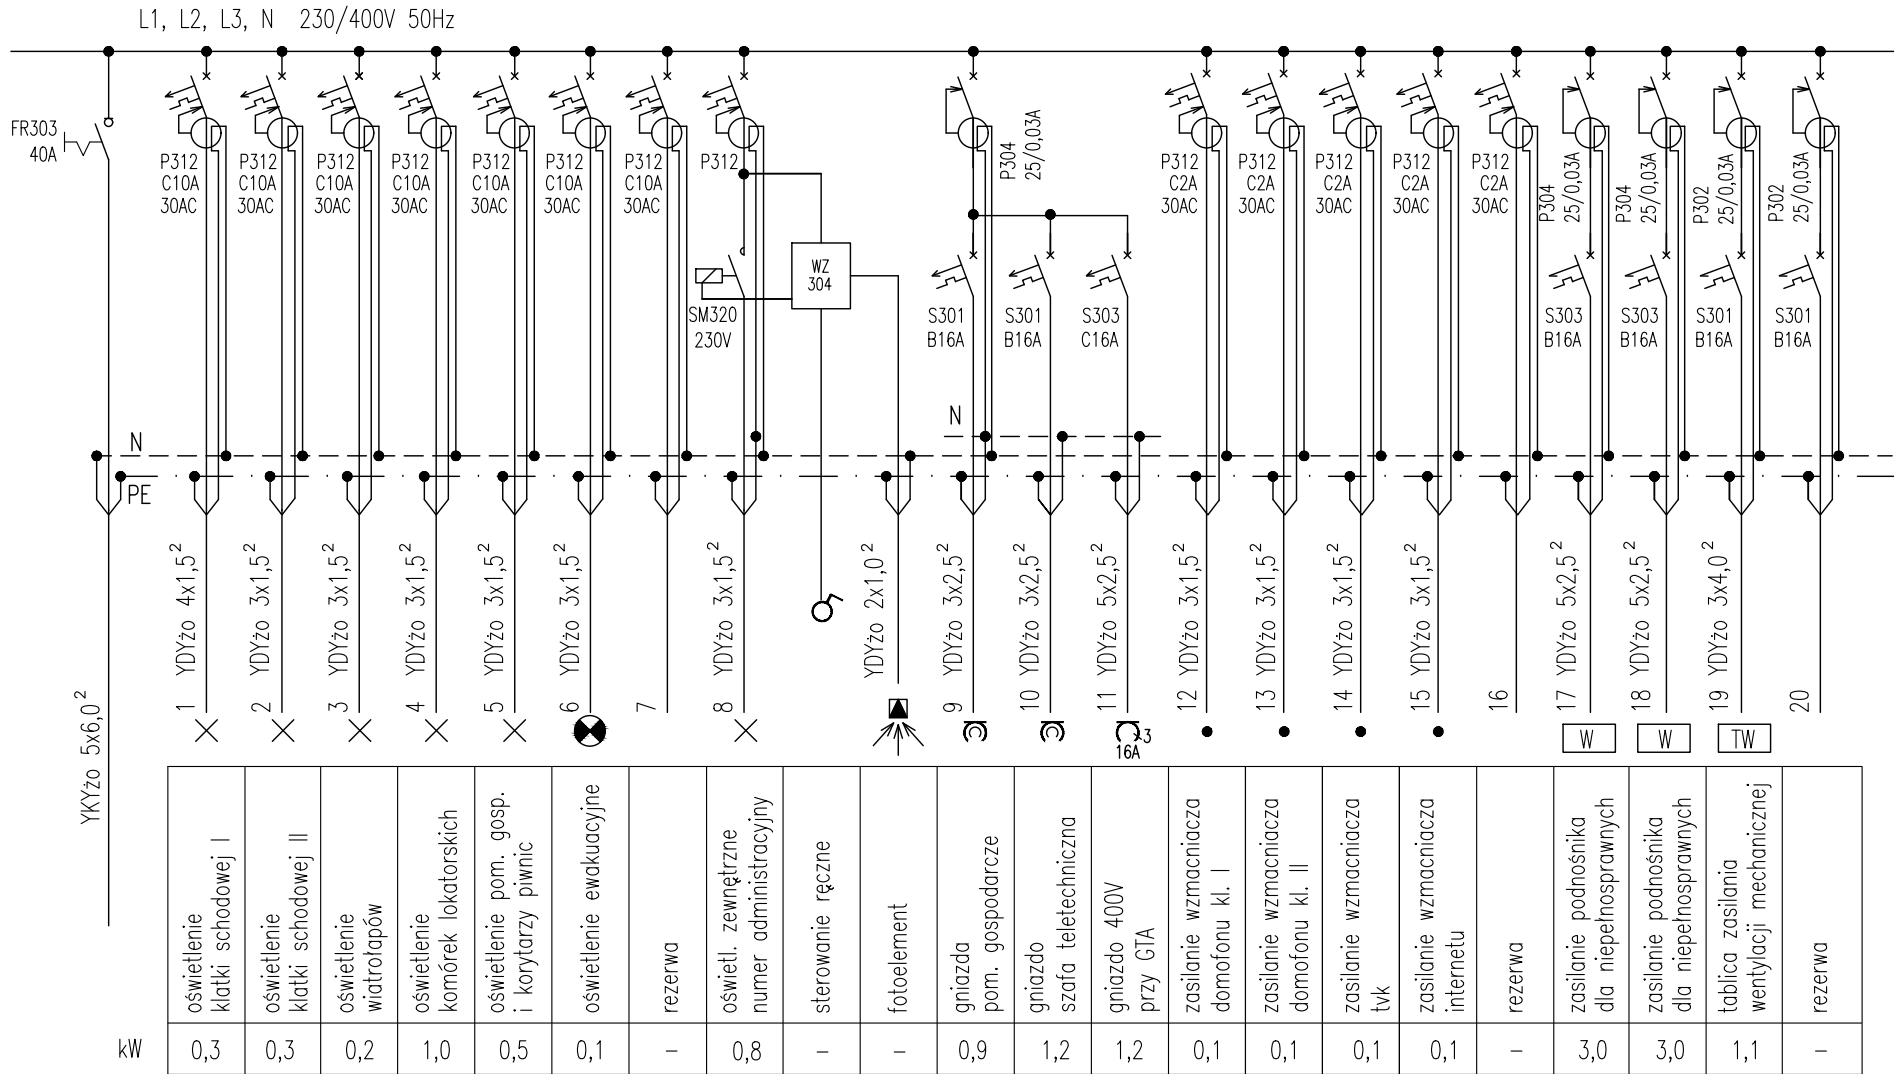 L1, L2, L3, N 230/400V 50Hz
FR303
40A
P312
C10A
30AC
P312
C10A
30AC
P312
C10A
30AC
P312
C10A
30AC
P312
C10A
30AC
P312
C10A
30AC
P312
C10A
30AC
P312
P304
25/0,03A
P312
C2A
30AC
P312
C2A
30AC
P312
C2A
30AC
P312
C2A
30AC
P312
C2A
30AC
P304
25/0,03A
P304
25/0,03A
P302
25/0,03A
P302
25/0,03A
WZ
304
SM320
230V
S301
B16A
S301
B16A
S303
C16A
S303
B16A
S303
B16A
S301
B16A
S301
B16A
N
N
PE
YKYżo 5x6,0²
1 YDYżo 4x1,5²
2 YDYżo 3x1,5²
3 YDYżo 3x1,5²
4 YDYżo 3x1,5²
5 YDYżo 3x1,5²
6 YDYżo 3x1,5²
7
8 YDYżo 3x1,5²
YDYżo 2x1,0²
9 YDYżo 3x2,5²
10 YDYżo 3x2,5²
11 YDYżo 5x2,5²
12 YDYżo 3x1,5²
13 YDYżo 3x1,5²
14 YDYżo 3x1,5²
15 YDYżo 3x1,5²
16
17 YDYżo 5x2,5²
18 YDYżo 5x2,5²
19 YDYżo 3x4,0²
20
3
16A
W
W
TW
oświetlenie
klatki schodowej I
oświetlenie
klatki schodowej II
oświetlenie
wiatrołapów
oświetlenie
komórek lokatorskich
oświetlenie pom. gosp.
i korytarzy piwnic
oświetlenie ewakuacyjne
rezerwa
oświetl. zewnętrzne
numer administracyjny
sterowanie ręczne
fotoelement
gniazda
pom. gospodarcze
gniazdo
szafa teletechniczna
gniazdo 400V
przy GTA
zasilanie wzmacniacza
domofonu kl. I
zasilanie wzmacniacza
domofonu kl. II
zasilanie wzmacniacza
tvk
zasilanie wzmacniacza
internetu
rezerwa
zasilanie podnośnika
dla niepełnosprawnych
zasilanie podnośnika
dla niepełnosprawnych
tablica zasilania
wentylacji mechanicznej
rezerwa
kW 0,3 0,3 0,2 1,0 0,5 0,1 - 0,8 - - 0,9 1,2 1,2 0,1 0,1 0,1 0,1 - 3,0 3,0 1,1 -